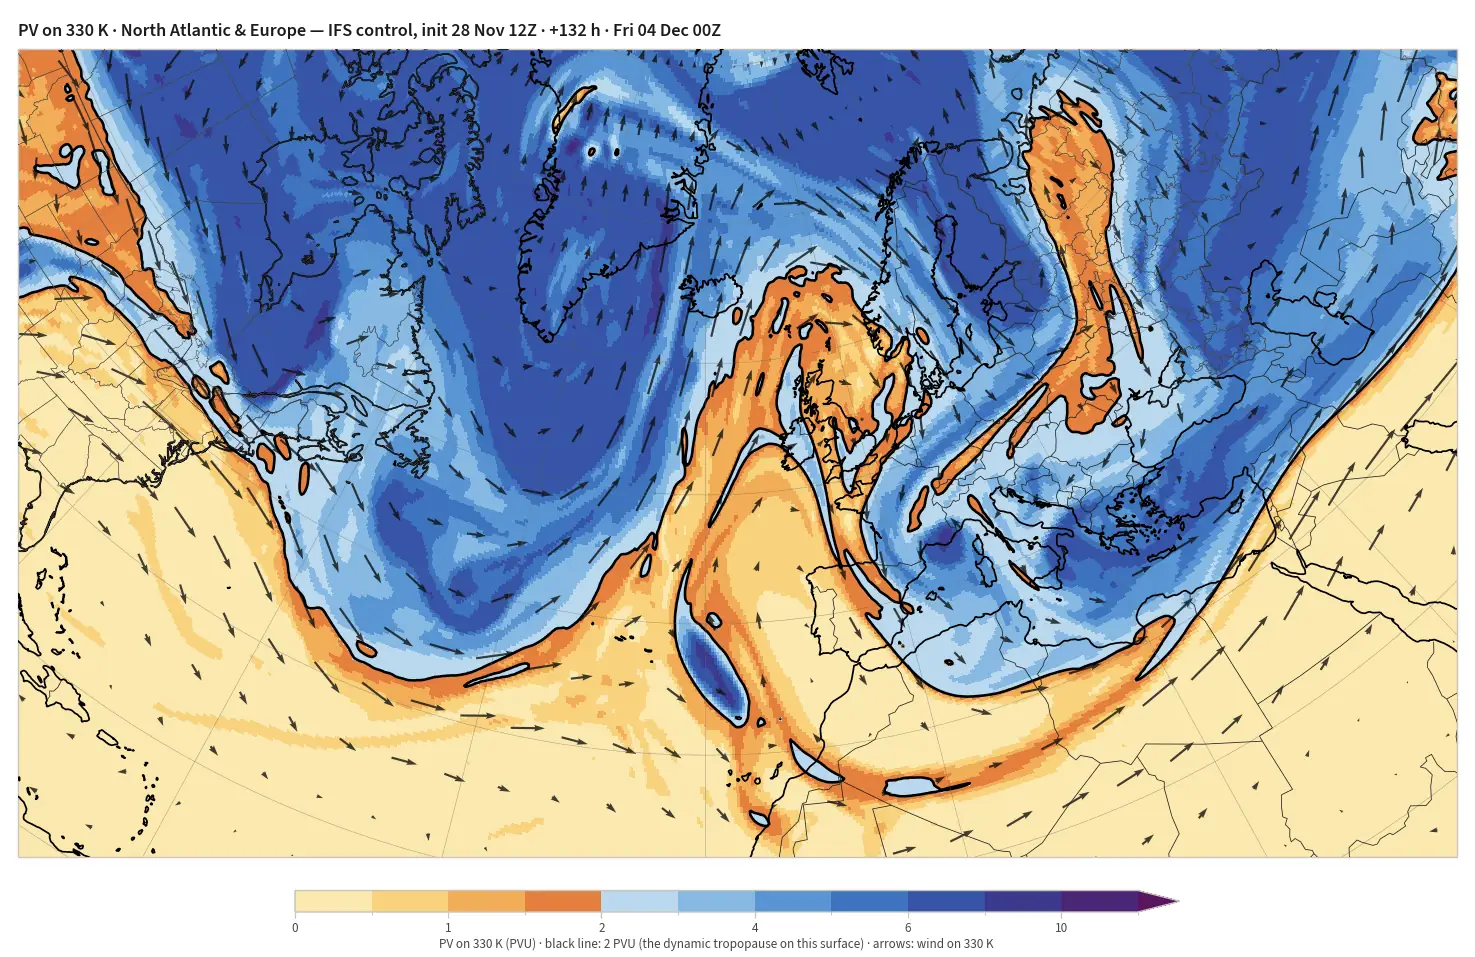 PV on 330 K · North Atlantic & Europe — IFS control, init 28 Nov 12Z · +132 h · Fri 04 Dec 00Z
0 1 2 4 6 10
PV on 330 K (PVU) · black line: 2 PVU (the dynamic tropopause on this surface) · arrows: wind on 330 K